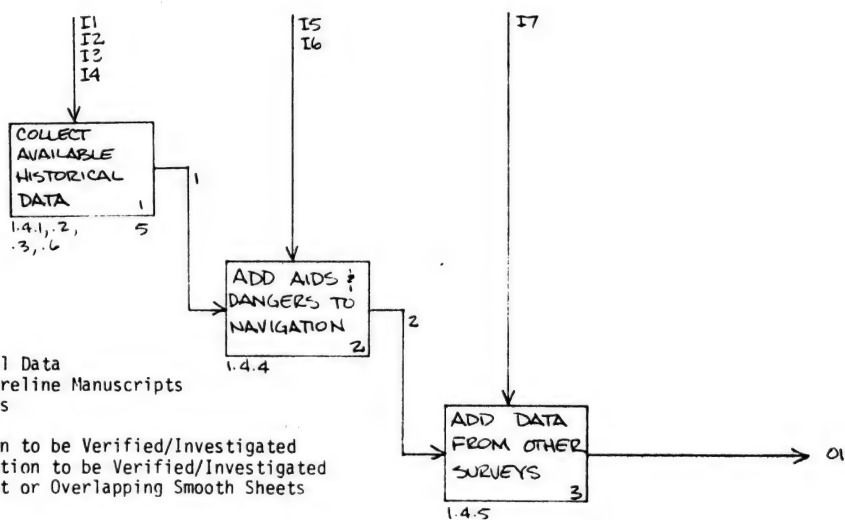 I1
I2
I3
I4
I5
I6
I7
COLLECT
AVAILABLE
HISTORICAL
DATA
1
1.4.1, .2,
.3, .6
5
1
ADD AIDS &
DANGERS TO
NAVIGATION
2
1.4.4
2
l Data
reline Manuscripts
s
n to be Verified/Investigated
tion to be Verified/Investigated
t or Overlapping Smooth Sheets
ADD DATA
FROM OTHER
SURVEYS
3
1.4.5
O1